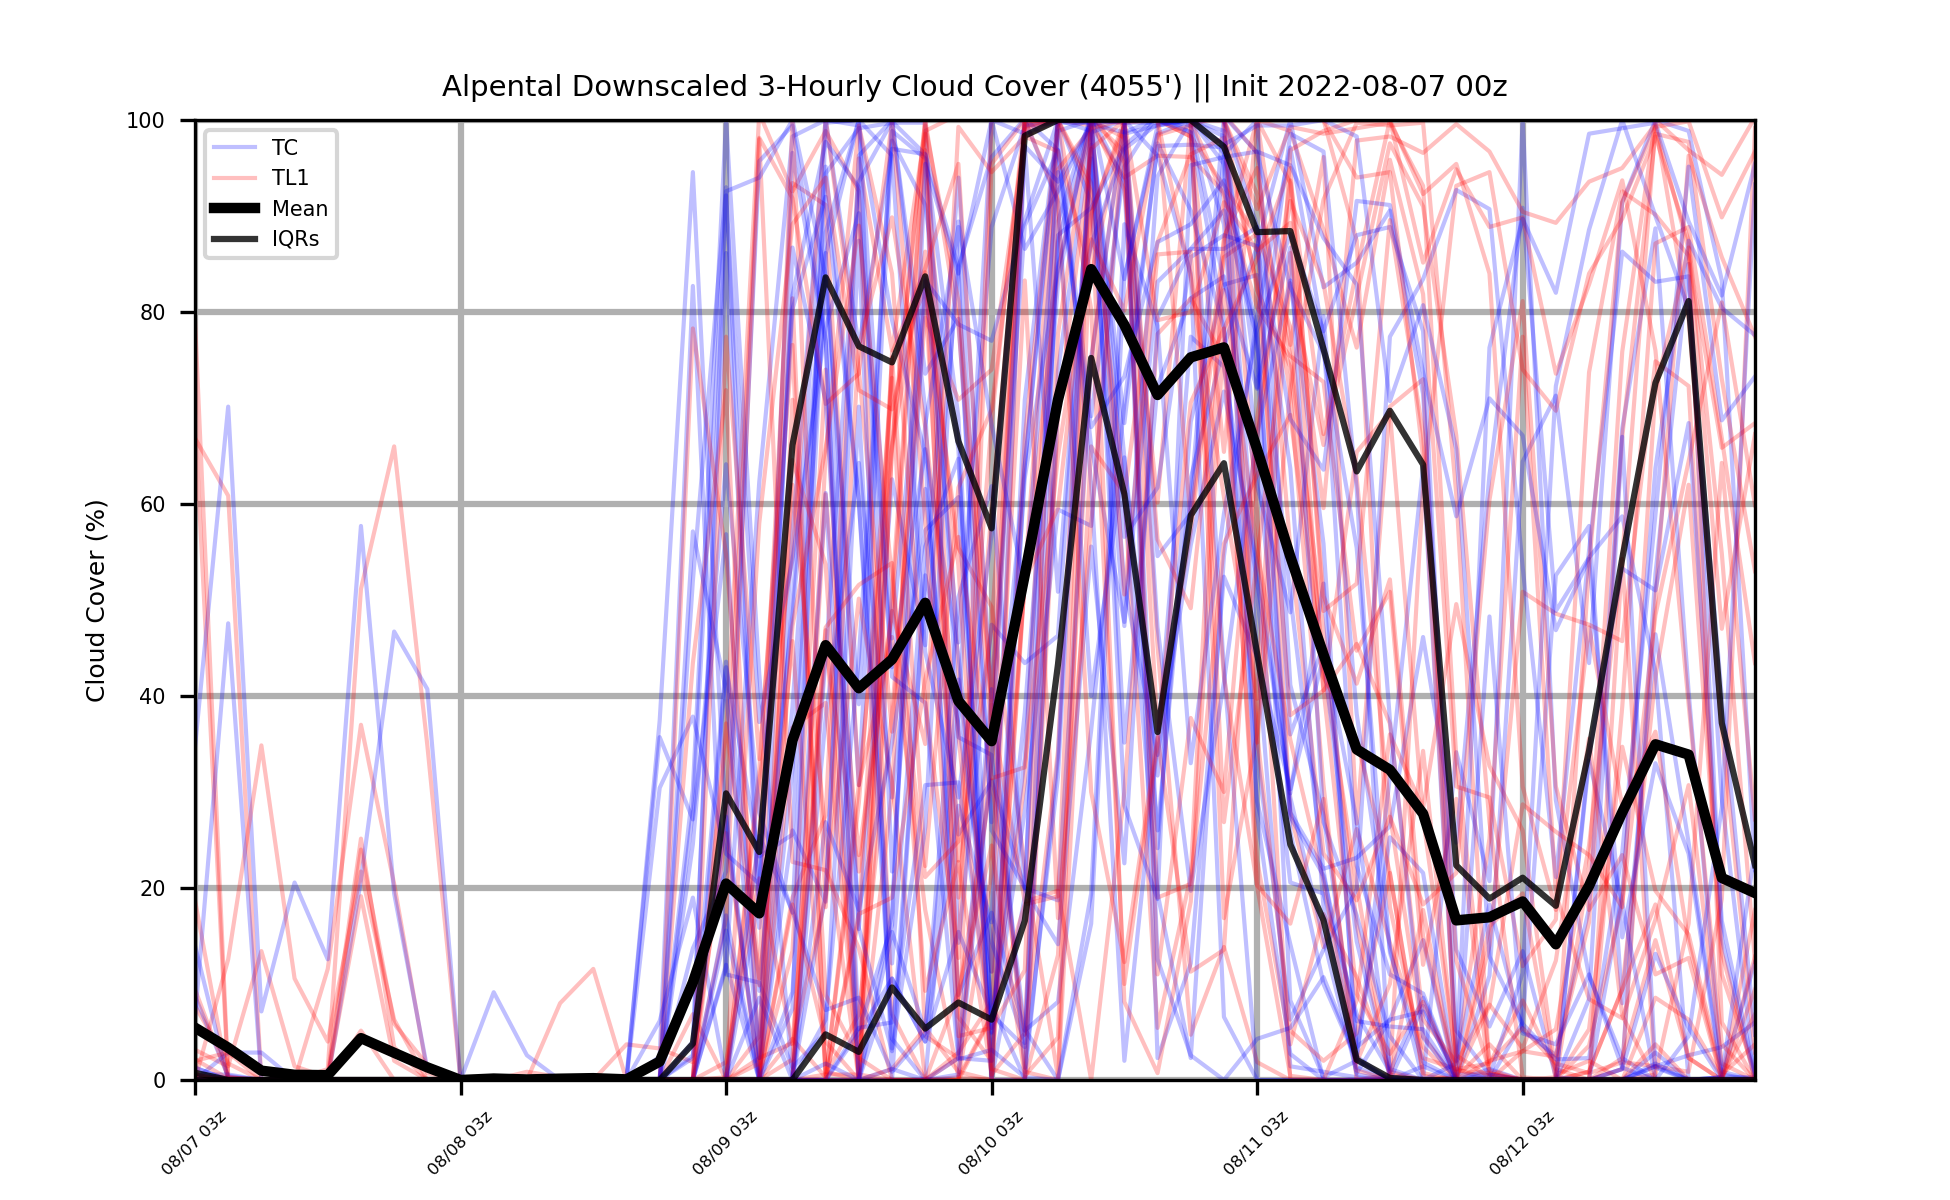 Alpental Downscaled 3-Hourly Cloud Cover (4055') || Init 2022-08-07 00z
TC
TL1
Mean
IQRs
Cloud Cover (%)
100
80
60
40
20
0
08/07 03z
08/08 03z
08/09 03z
08/10 03z
08/11 03z
08/12 03z